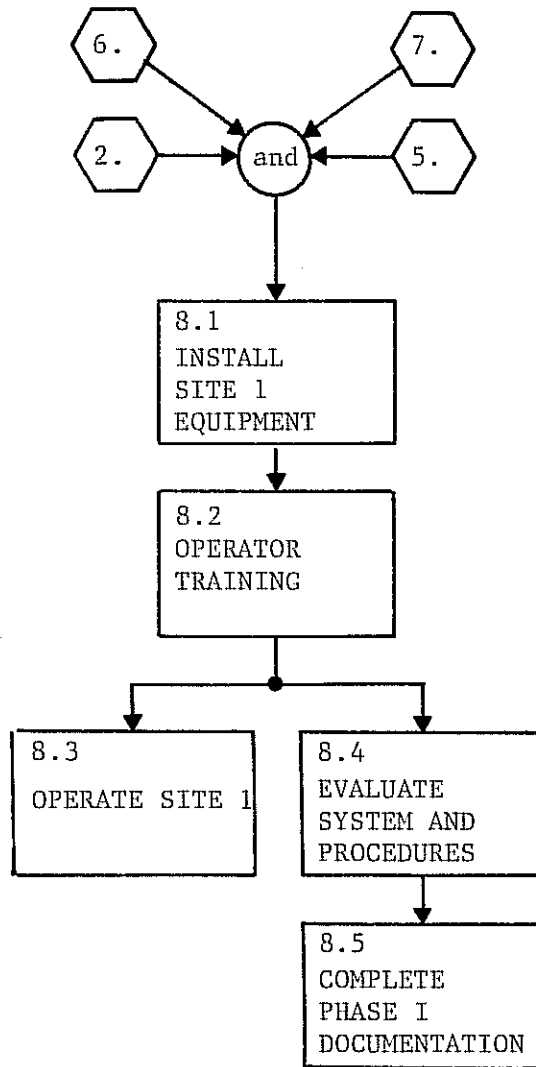 6.
7.
2.
and
5.
8.1
INSTALL
SITE 1
EQUIPMENT
8.2
OPERATOR
TRAINING
8.3
OPERATE SITE 1
8.4
EVALUATE
SYSTEM AND
PROCEDURES
8.5
COMPLETE
PHASE I
DOCUMENTATION